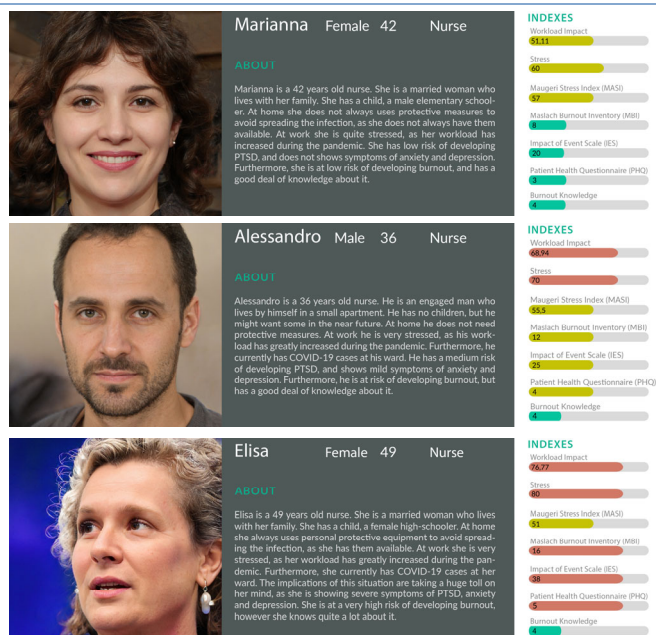 Marianna Female 42 Nurse
ABOUT
Marianna is a 42 years old nurse. She is a married woman who
lives with her family. She has a child, a male elementary school-
er. At home she does not always uses protective measures to
avoid spreading the infection, as she does not always have them
available. At work she is quite stressed, as her workload has
increased during the pandemic. She has low risk of developing
PTSD, and does not shows symptoms of anxiety and depression.
Furthermore, she is at low risk of developing burnout, and has a
good deal of knowledge about it.
INDEXES
Workload Impact
51,11
Stress
60
Maugeri Stress Index (MASI)
57
Maslach Burnout Inventory (MBI)
8
Impact of Event Scale (IES)
20
Patient Health Questionnaire (PHQ)
3
Burnout Knowledge
4
Alessandro Male 36 Nurse
ABOUT
Alessandro is a 36 years old nurse. He is an engaged man who
lives by himself in a small apartment. He has no children, but he
might want some in the near future. At home he does not need
protective measures. At work he is very stressed, as his work-
load has greatly increased during the pandemic. Furthermore, he
currently has COVID-19 cases at his ward. He has a medium risk
of developing PTSD, and shows mild symptoms of anxiety and
depression. Furthermore, he is at risk of developing burnout, but
has a good deal of knowledge about it.
INDEXES
Workload Impact
68,94
Stress
70
Maugeri Stress Index (MASI)
55,5
Maslach Burnout Inventory (MBI)
12
Impact of Event Scale (IES)
25
Patient Health Questionnaire (PHQ)
4
Burnout Knowledge
4
Elisa Female 49 Nurse
ABOUT
Elisa is a 49 years old nurse. She is a married woman who lives
with her family. She has a child, a female high-schooler. At home
she always uses personal protective equipment to avoid spread-
ing the infection, as she has them available. At work she is very
stressed, as her workload has greatly increased during the pan-
demic. Furthermore, she currently has COVID-19 cases at her
ward. The implications of this situation are taking a huge toll on
her mind, as she is showing severe symptoms of PTSD, anxiety
and depression. She is at a very high risk of developing burnout,
however she knows quite a lot about it.
INDEXES
Workload Impact
76,77
Stress
80
Maugeri Stress Index (MASI)
51
Maslach Burnout Inventory (MBI)
16
Impact of Event Scale (IES)
38
Patient Health Questionnaire (PHQ)
5
Burnout Knowledge
4